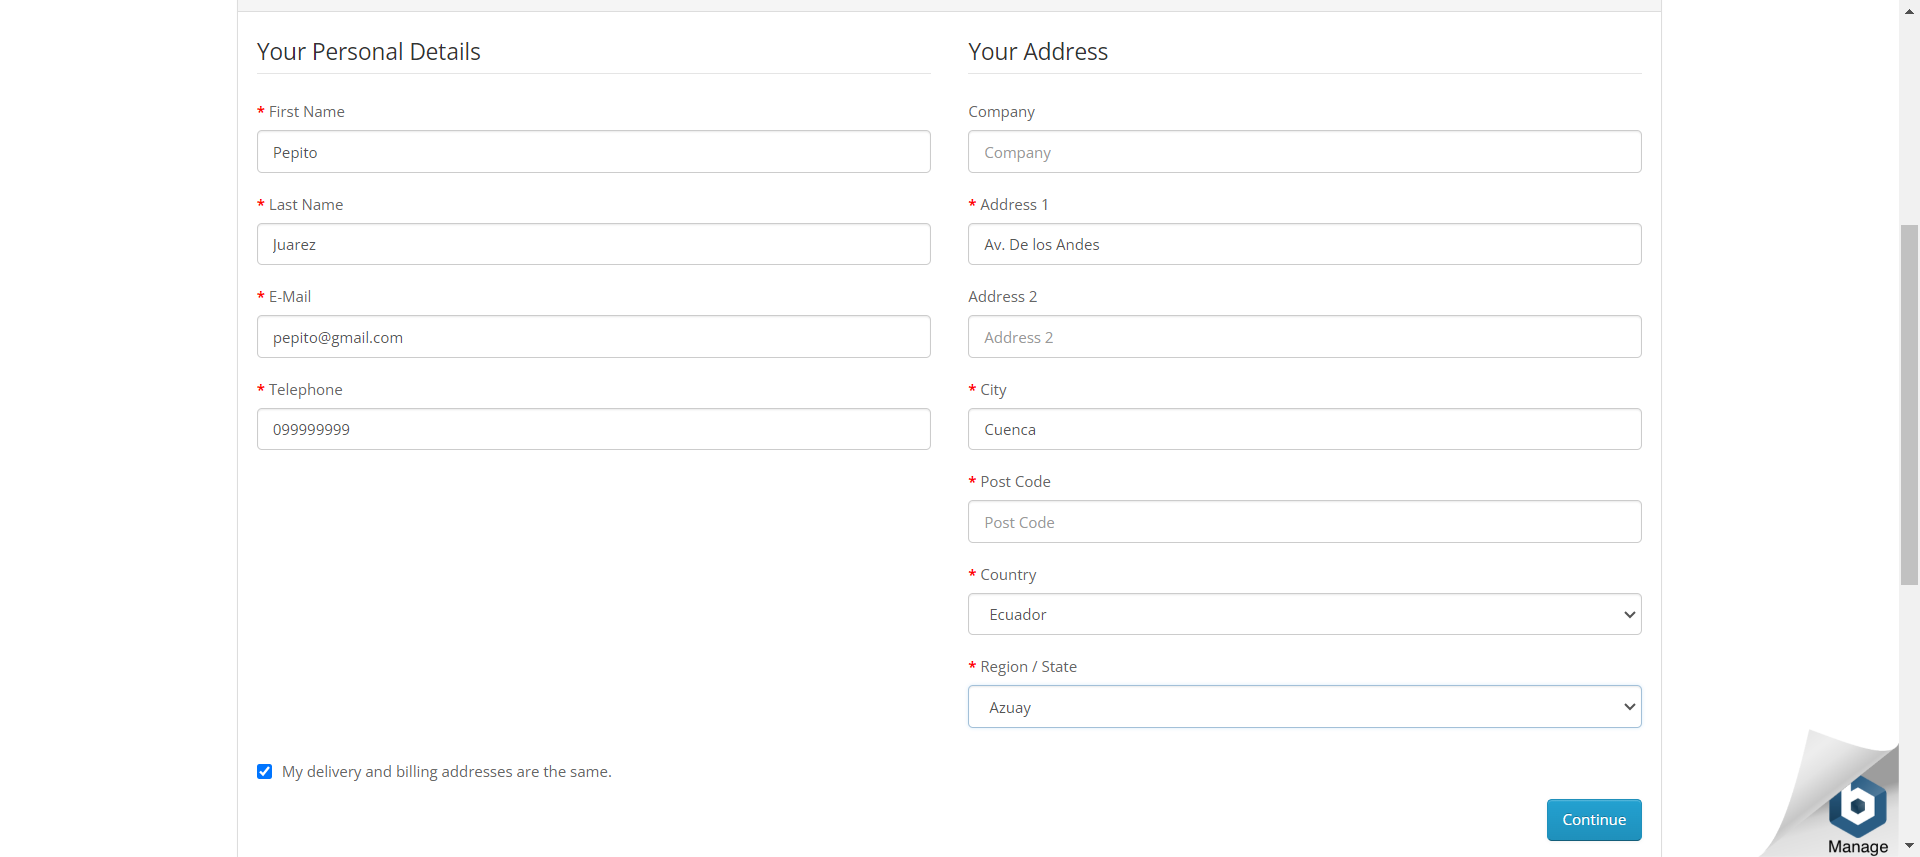 Your Personal Details
* First Name
Pepito
* Last Name
Juarez
* E-Mail
pepito@gmail.com
* Telephone
099999999
Your Address
Company
Company
* Address 1
Av. De los Andes
Address 2
Address 2
* City
Cuenca
* Post Code
Post Code
* Country
Ecuador
* Region / State
Azuay
My delivery and billing addresses are the same.
Continue
b
Manage